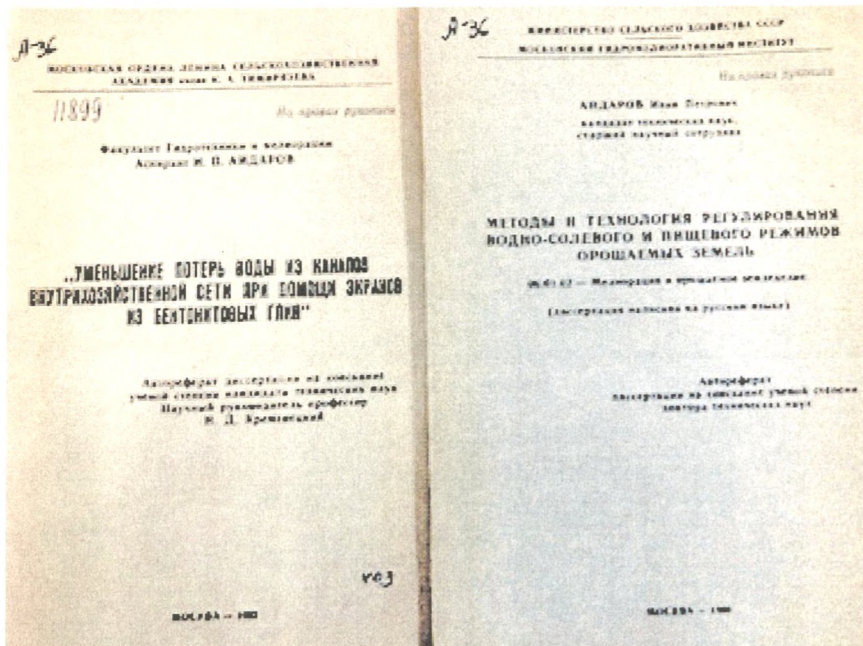 А-36
МОСКОВСКАЯ ОРДЕНА ЛЕНИНА СЕЛЬСКОХОЗЯЙСТВЕННАЯ
АКАДЕМИЯ имени К. А. ТИМИРЯЗЕВА
11899
На правах рукописи
Факультет Гидротехники и мелиорации
Аспирант И. П. АЙДАРОВ
„УМЕНЬШЕНИЕ ПОТЕРЬ ВОДЫ ИЗ КАНАЛОВ
ВНУТРИХОЗЯЙСТВЕННОЙ СЕТИ ПРИ ПОМОЩИ ЭКРАНОВ
ИЗ БЕНТОНИТОВЫХ ГЛИН"
Автореферат диссертации на соискание
ученой степени кандидата технических наук
Научный руководитель профессор
Н. Д. Кременецкий
МОСКВА —
А-36
МИНИСТЕРСТВО СЕЛЬСКОГО ХОЗЯЙСТВА СССР
МОСКОВСКИЙ ГИДРОМЕЛИОРАТИВНЫЙ ИНСТИТУТ
На правах рукописи
АЙДАРОВ Иван Петрович
кандидат технических наук,
старший научный сотрудник
МЕТОДЫ И ТЕХНОЛОГИЯ РЕГУЛИРОВАНИЯ
ВОДНО-СОЛЕВОГО И ПИЩЕВОГО РЕЖИМОВ
ОРОШАЕМЫХ ЗЕМЕЛЬ
— Мелиорация и орошаемое земледелие
(диссертация написана на русском языке)
Автореферат
диссертации на соискание ученой степени
доктора технических наук
МОСКВА —